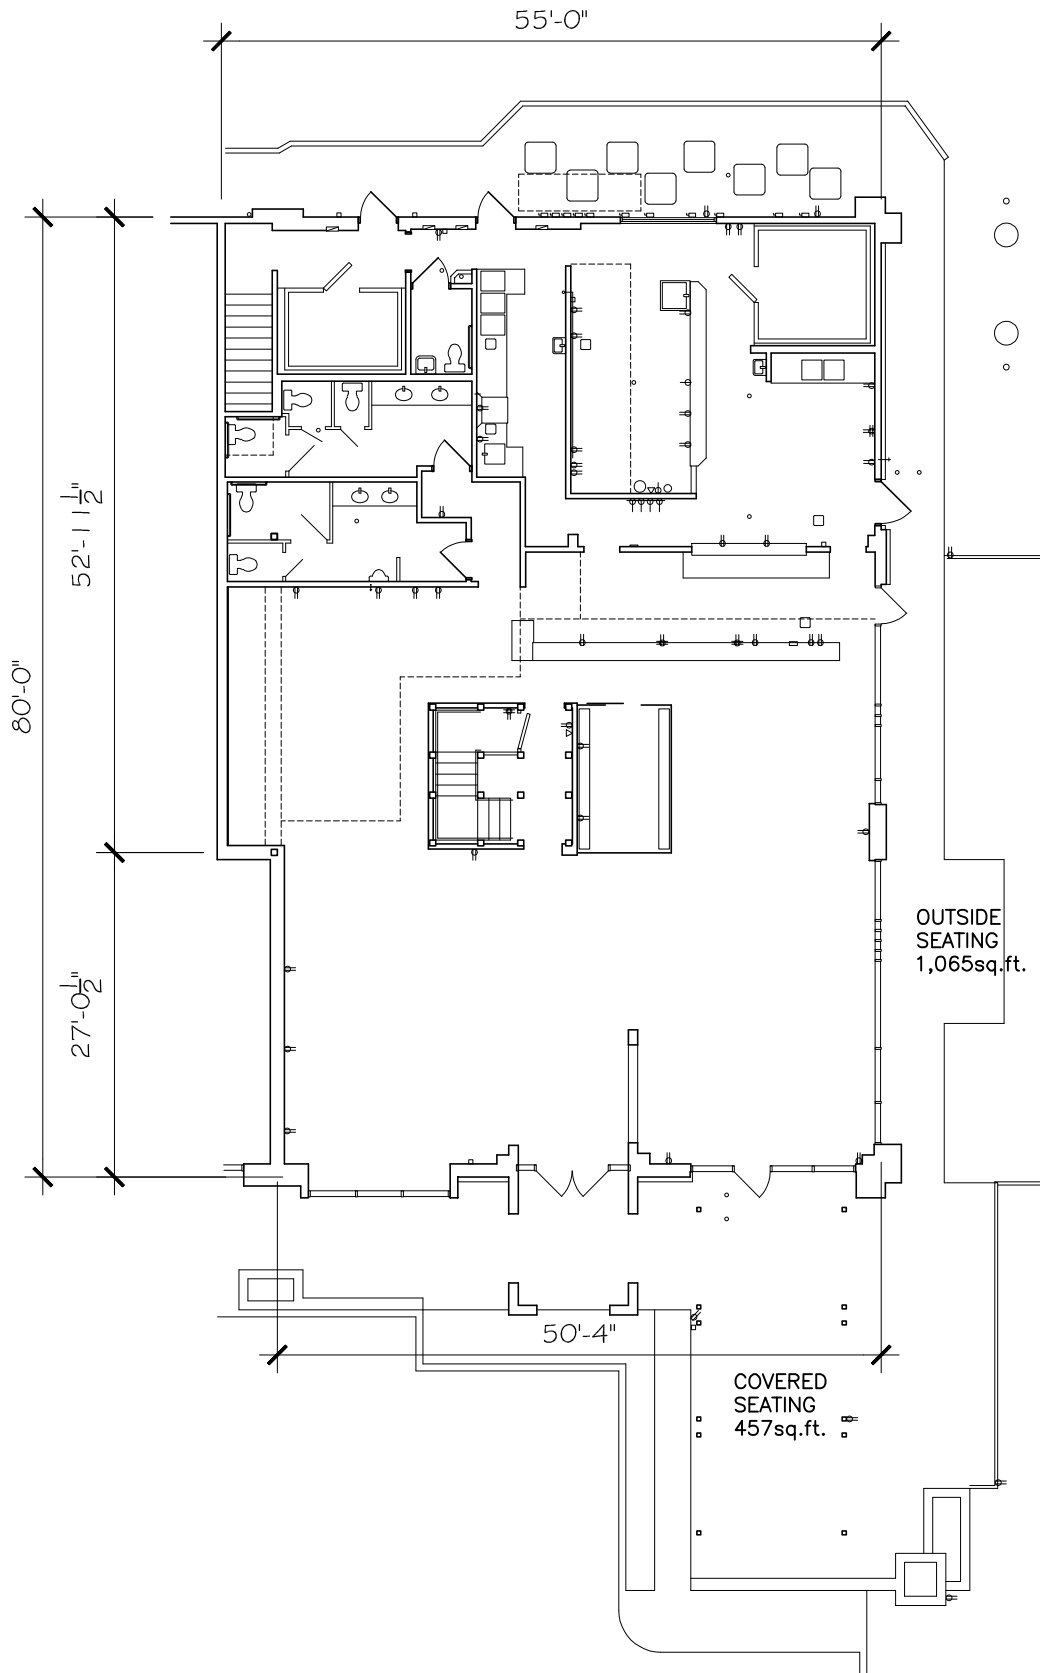 55'-0"
52'-11 1/2"
80'-0"
OUTSIDE
SEATING
1,065sq.ft.
27'-0 1/2"
50'-4"
COVERED
SEATING
457sq.ft.